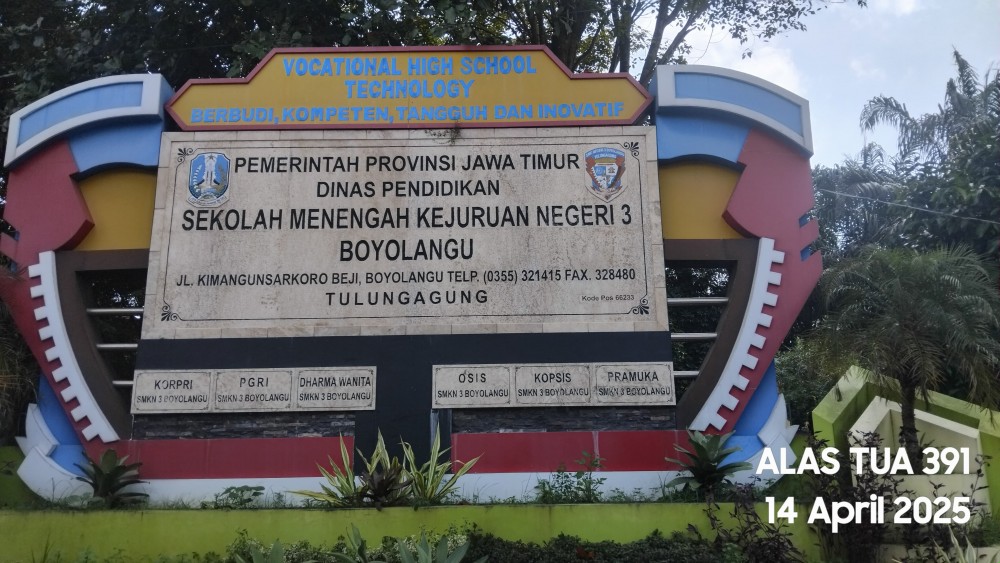 VOCATIONAL HIGH SCHOOL
TECHNOLOGY
BERBUDI, KOMPETEN, TANGGUH DAN INOVATIF
PEMERINTAH PROVINSI JAWA TIMUR
DINAS PENDIDIKAN
SEKOLAH MENENGAH KEJURUAN NEGERI 3
BOYOLANGU
JL. KIMANGUNSARKORO BEJI, BOYOLANGU TELP. (0355) 321415 FAX. 328480
TULUNGAGUNG
Kode Pos 66233
KORPRI
SMKN 3 BOYOLANGU
PGRI
SMKN 3 BOYOLANGU
DHARMA WANITA
SMKN 3 BOYOLANGU
OSIS
SMKN 3 BOYOLANGU
KOPSIS
SMKN 3 BOYOLANGU
PRAMUKA
SMKN 3 BOYOLANGU
ALAS TUA 391
14 April 2025